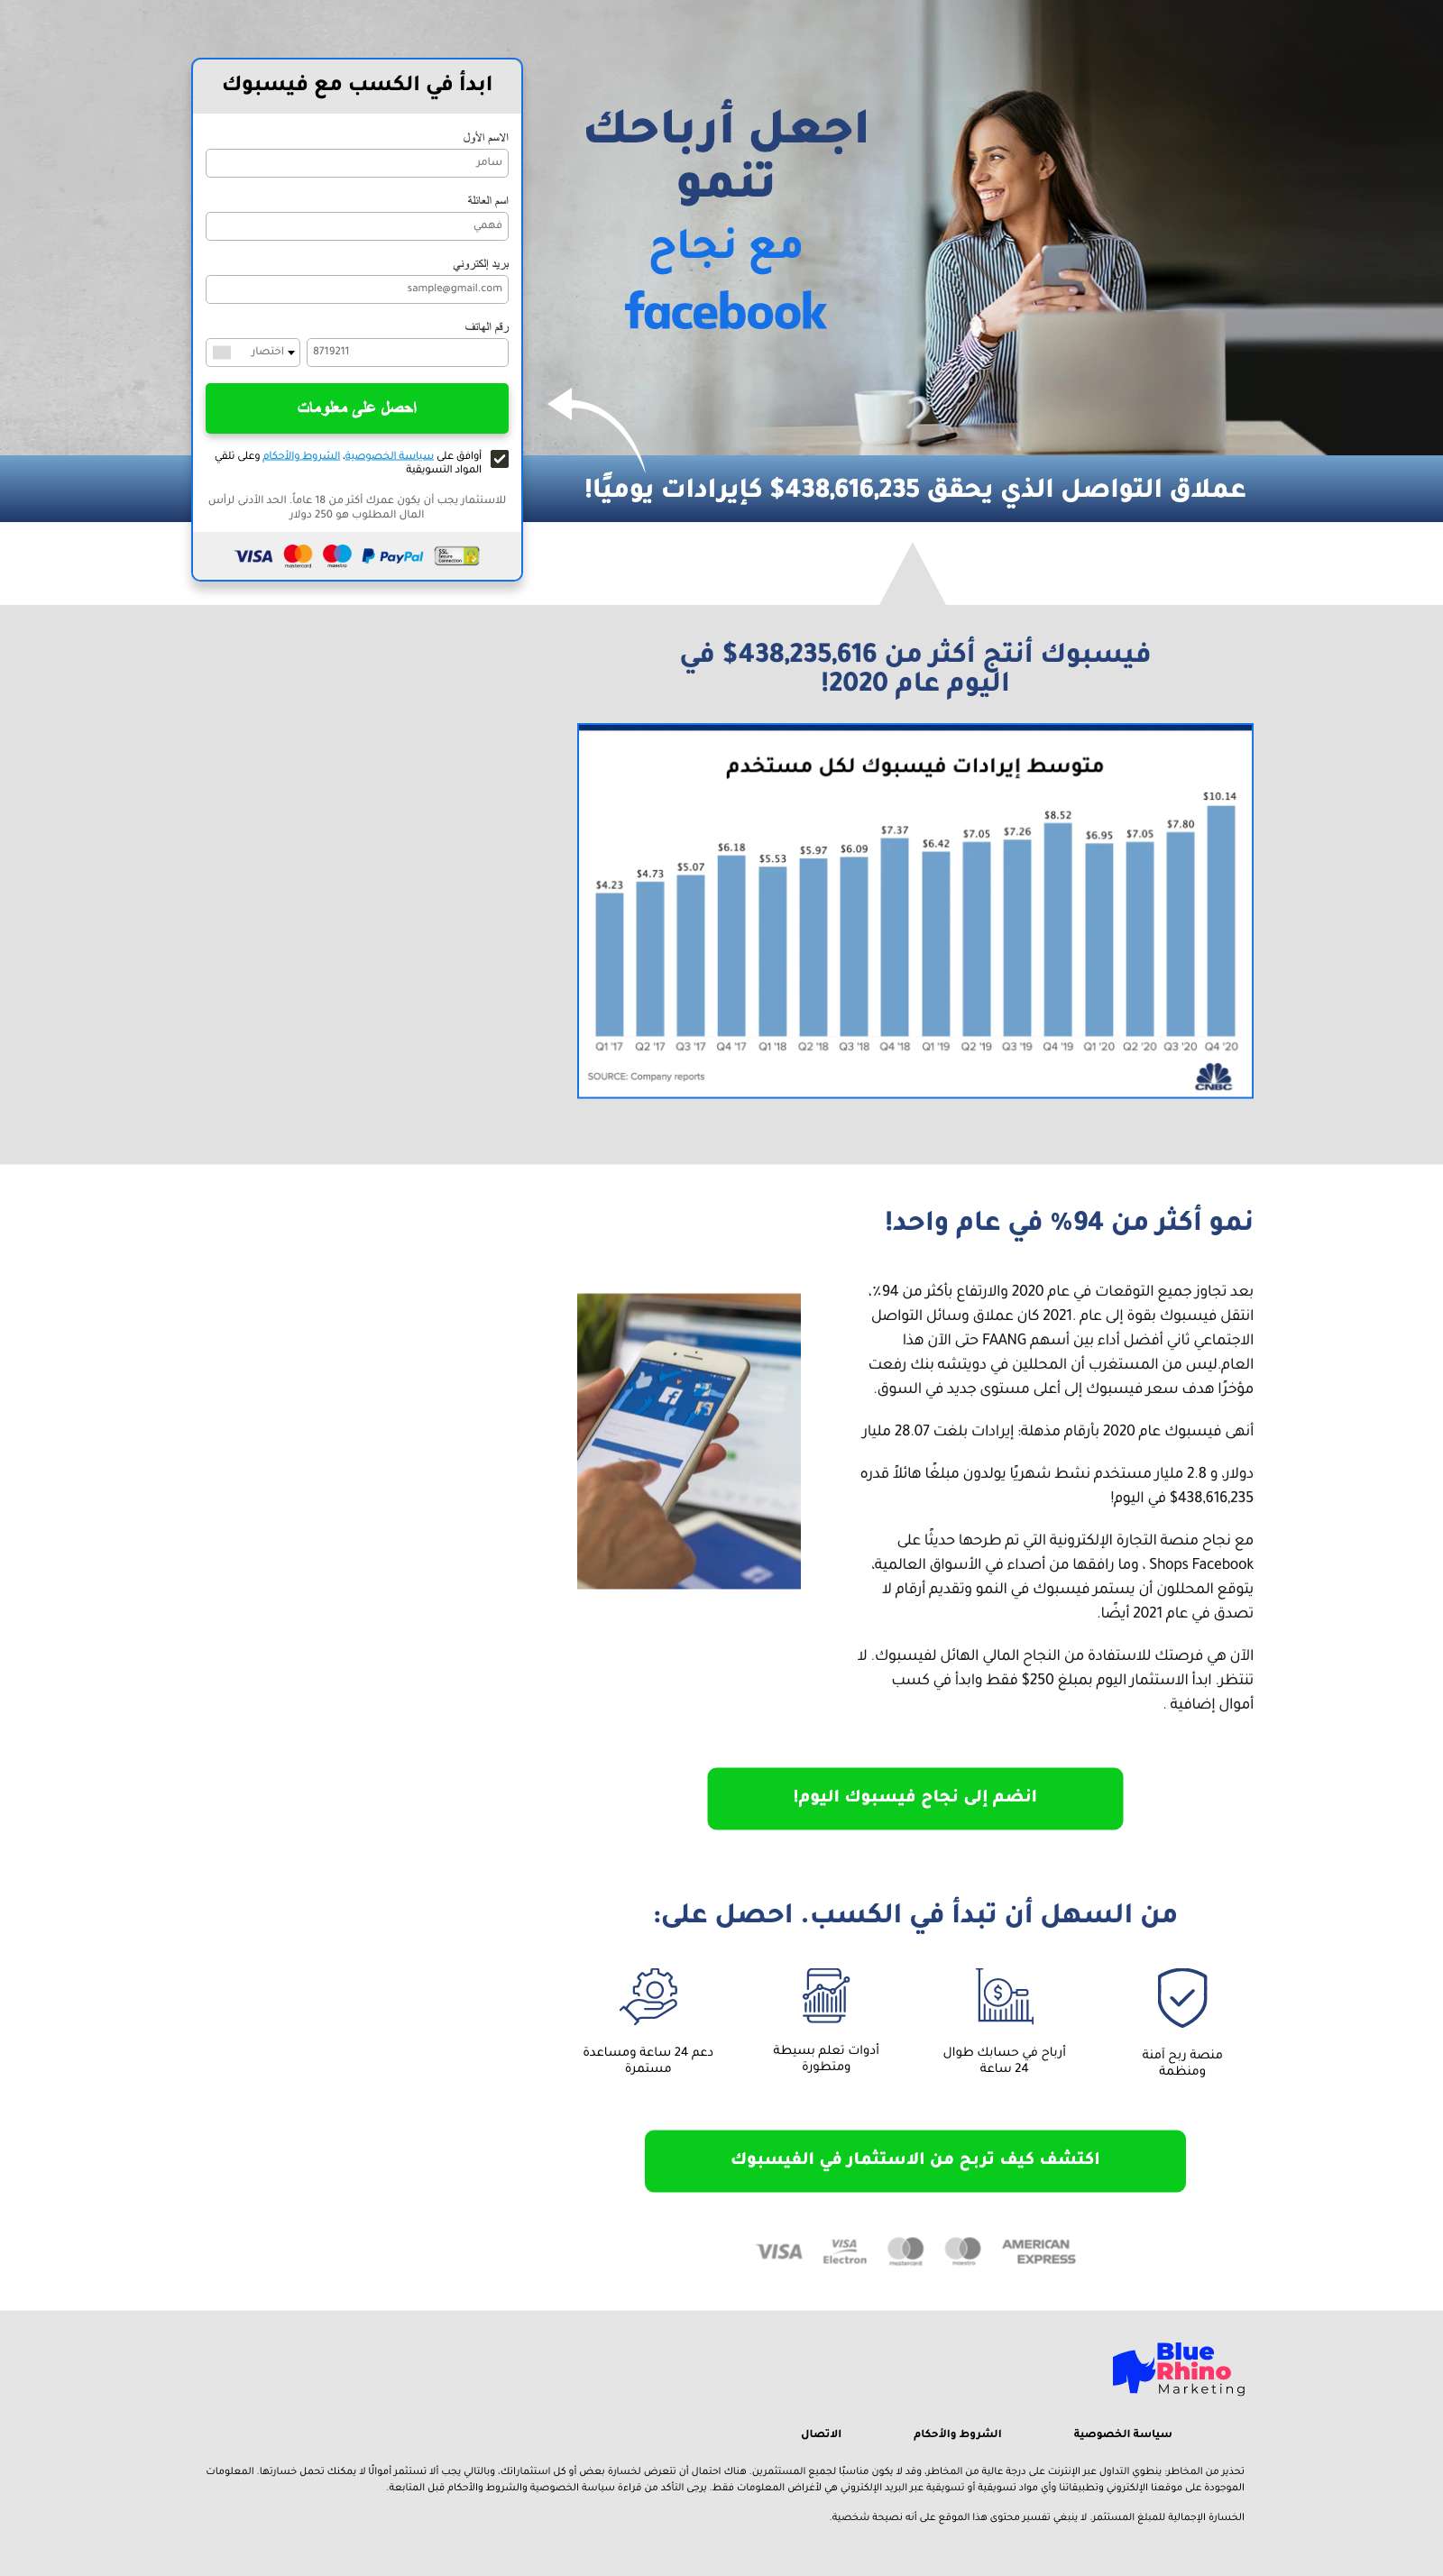 ابدأ في الكسب مع فيسبوك
الاسم الأول
سامر
اسم العائلة
فهمي
بريد إلكتروني
sample@gmail.com
رقم الهاتف
8719211
اختصار
احصل على معلومات
أوافق على سياسة الخصوصية، الشروط والأحكام وعلى تلقي
المواد التسويقية
للاستثمار يجب أن يكون عمرك أكثر من 18 عاماً. الحد الأدنى لرأس
المال المطلوب هو 250 دولار
VISA mastercard maestro PayPal SSL Secure Connection
اجعل أرباحك
تنمو
مع نجاح
facebook
عملاق التواصل الذي يحقق 438,616,235$ كإيرادات يوميًا!
فيسبوك أنتج أكثر من 438,235,616$ في
اليوم عام 2020!
متوسط إيرادات فيسبوك لكل مستخدم
$4.23 $4.73 $5.07 $6.18 $5.53 $5.97 $6.09 $7.37 $6.42 $7.05 $7.26 $8.52 $6.95 $7.05 $7.80 $10.14
Q1 '17 Q2 '17 Q3 '17 Q4 '17 Q1 '18 Q2 '18 Q3 '18 Q4 '18 Q1 '19 Q2 '19 Q3 '19 Q4 '19 Q1 '20 Q2 '20 Q3 '20 Q4 '20
SOURCE: Company reports
CNBC
نمو أكثر من 94% في عام واحد!
بعد تجاوز جميع التوقعات في عام 2020 والارتفاع بأكثر من 94٪،
انتقل فيسبوك بقوة إلى عام .2021 كان عملاق وسائل التواصل
الاجتماعي ثاني أفضل أداء بين أسهم FAANG حتى الآن هذا
العام.ليس من المستغرب أن المحللين في دويتشه بنك رفعت
مؤخرًا هدف سعر فيسبوك إلى أعلى مستوى جديد في السوق.
أنهى فيسبوك عام 2020 بأرقام مذهلة: إيرادات بلغت 28.07 مليار
دولار، و 2.8 مليار مستخدم نشط شهريًا يولدون مبلغًا هائلاً قدره
438,616,235$ في اليوم!
مع نجاح منصة التجارة الإلكترونية التي تم طرحها حديثًا على
Shops Facebook ، وما رافقها من أصداء في الأسواق العالمية،
يتوقع المحللون أن يستمر فيسبوك في النمو وتقديم أرقام لا
تصدق في عام 2021 أيضًا.
الآن هي فرصتك للاستفادة من النجاح المالي الهائل لفيسبوك. لا
تنتظر. ابدأ الاستثمار اليوم بمبلغ 250$ فقط وابدأ في كسب
أموال إضافية .
انضم إلى نجاح فيسبوك اليوم!
من السهل أن تبدأ في الكسب. احصل على:
منصة ربح آمنة
ومنظمة
أرباح في حسابك طوال
24 ساعة
أدوات تعلم بسيطة
ومتطورة
دعم 24 ساعة ومساعدة
مستمرة
اكتشف كيف تربح من الاستثمار في الفيسبوك
VISA VISA Electron mastercard maestro AMERICAN EXPRESS
Blue
Rhino
Marketing
سياسة الخصوصية الشروط والأحكام الاتصال
تحذير من المخاطر: ينطوي التداول عبر الإنترنت على درجة عالية من المخاطر، وقد لا يكون مناسبًا لجميع المستثمرين. هناك احتمال أن تتعرض لخسارة بعض أو كل استثماراتك، وبالتالي يجب ألا تستثمر أموالًا لا يمكنك تحمل خسارتها. المعلومات
الموجودة على موقعنا الإلكتروني وتطبيقاتنا وأي مواد تسويقية أو تسويقية عبر البريد الإلكتروني هي لأغراض المعلومات فقط. يرجى التأكد من قراءة سياسة الخصوصية والشروط والأحكام قبل المتابعة.
الخسارة الإجمالية للمبلغ المستثمر. لا ينبغي تفسير محتوى هذا الموقع على أنه نصيحة شخصية.